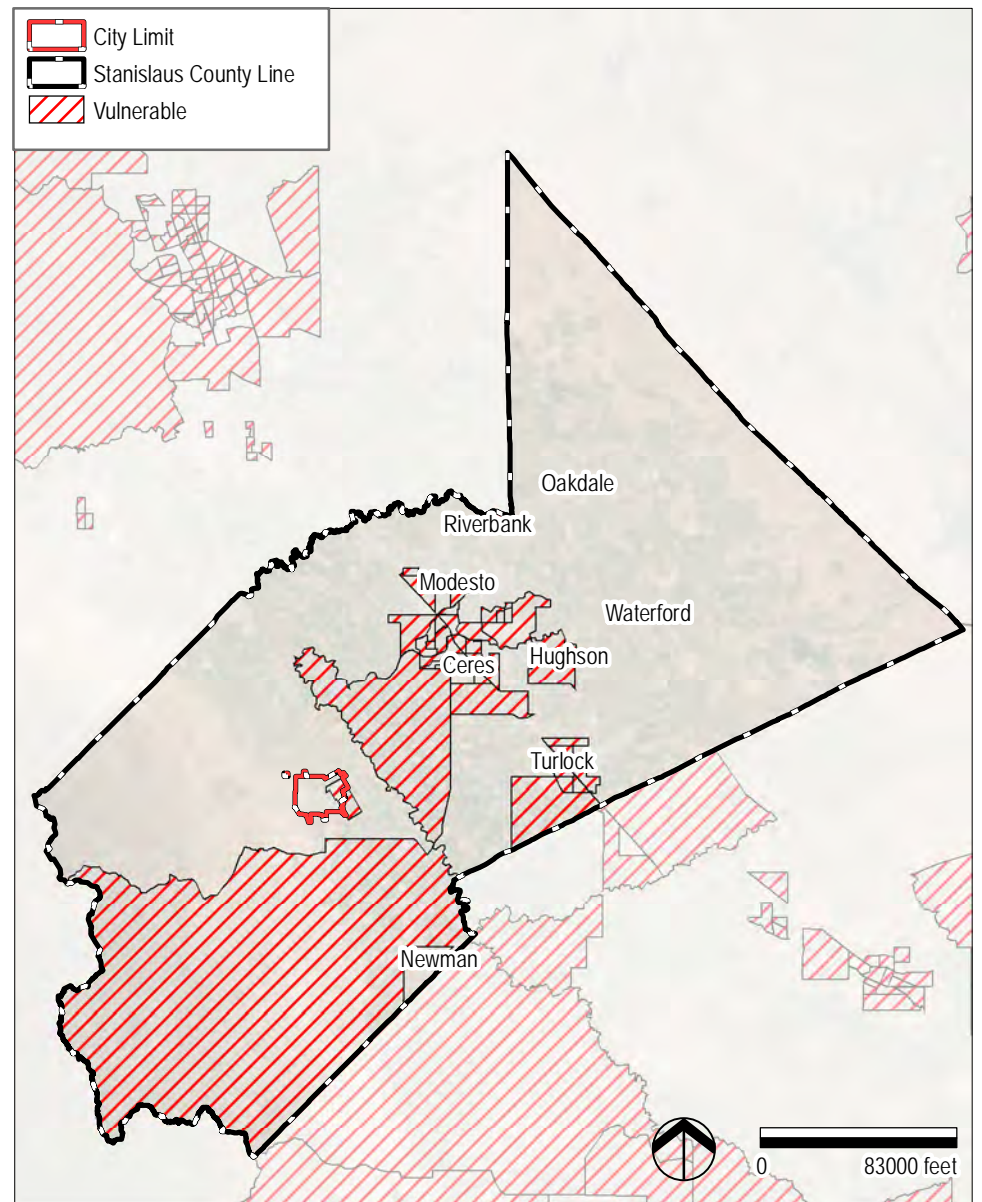 City Limit
Stanislaus County Line
Vulnerable
Oakdale
Riverbank
Modesto
Waterford
Hughson
Ceres
Turlock
Newman
0
83000 feet